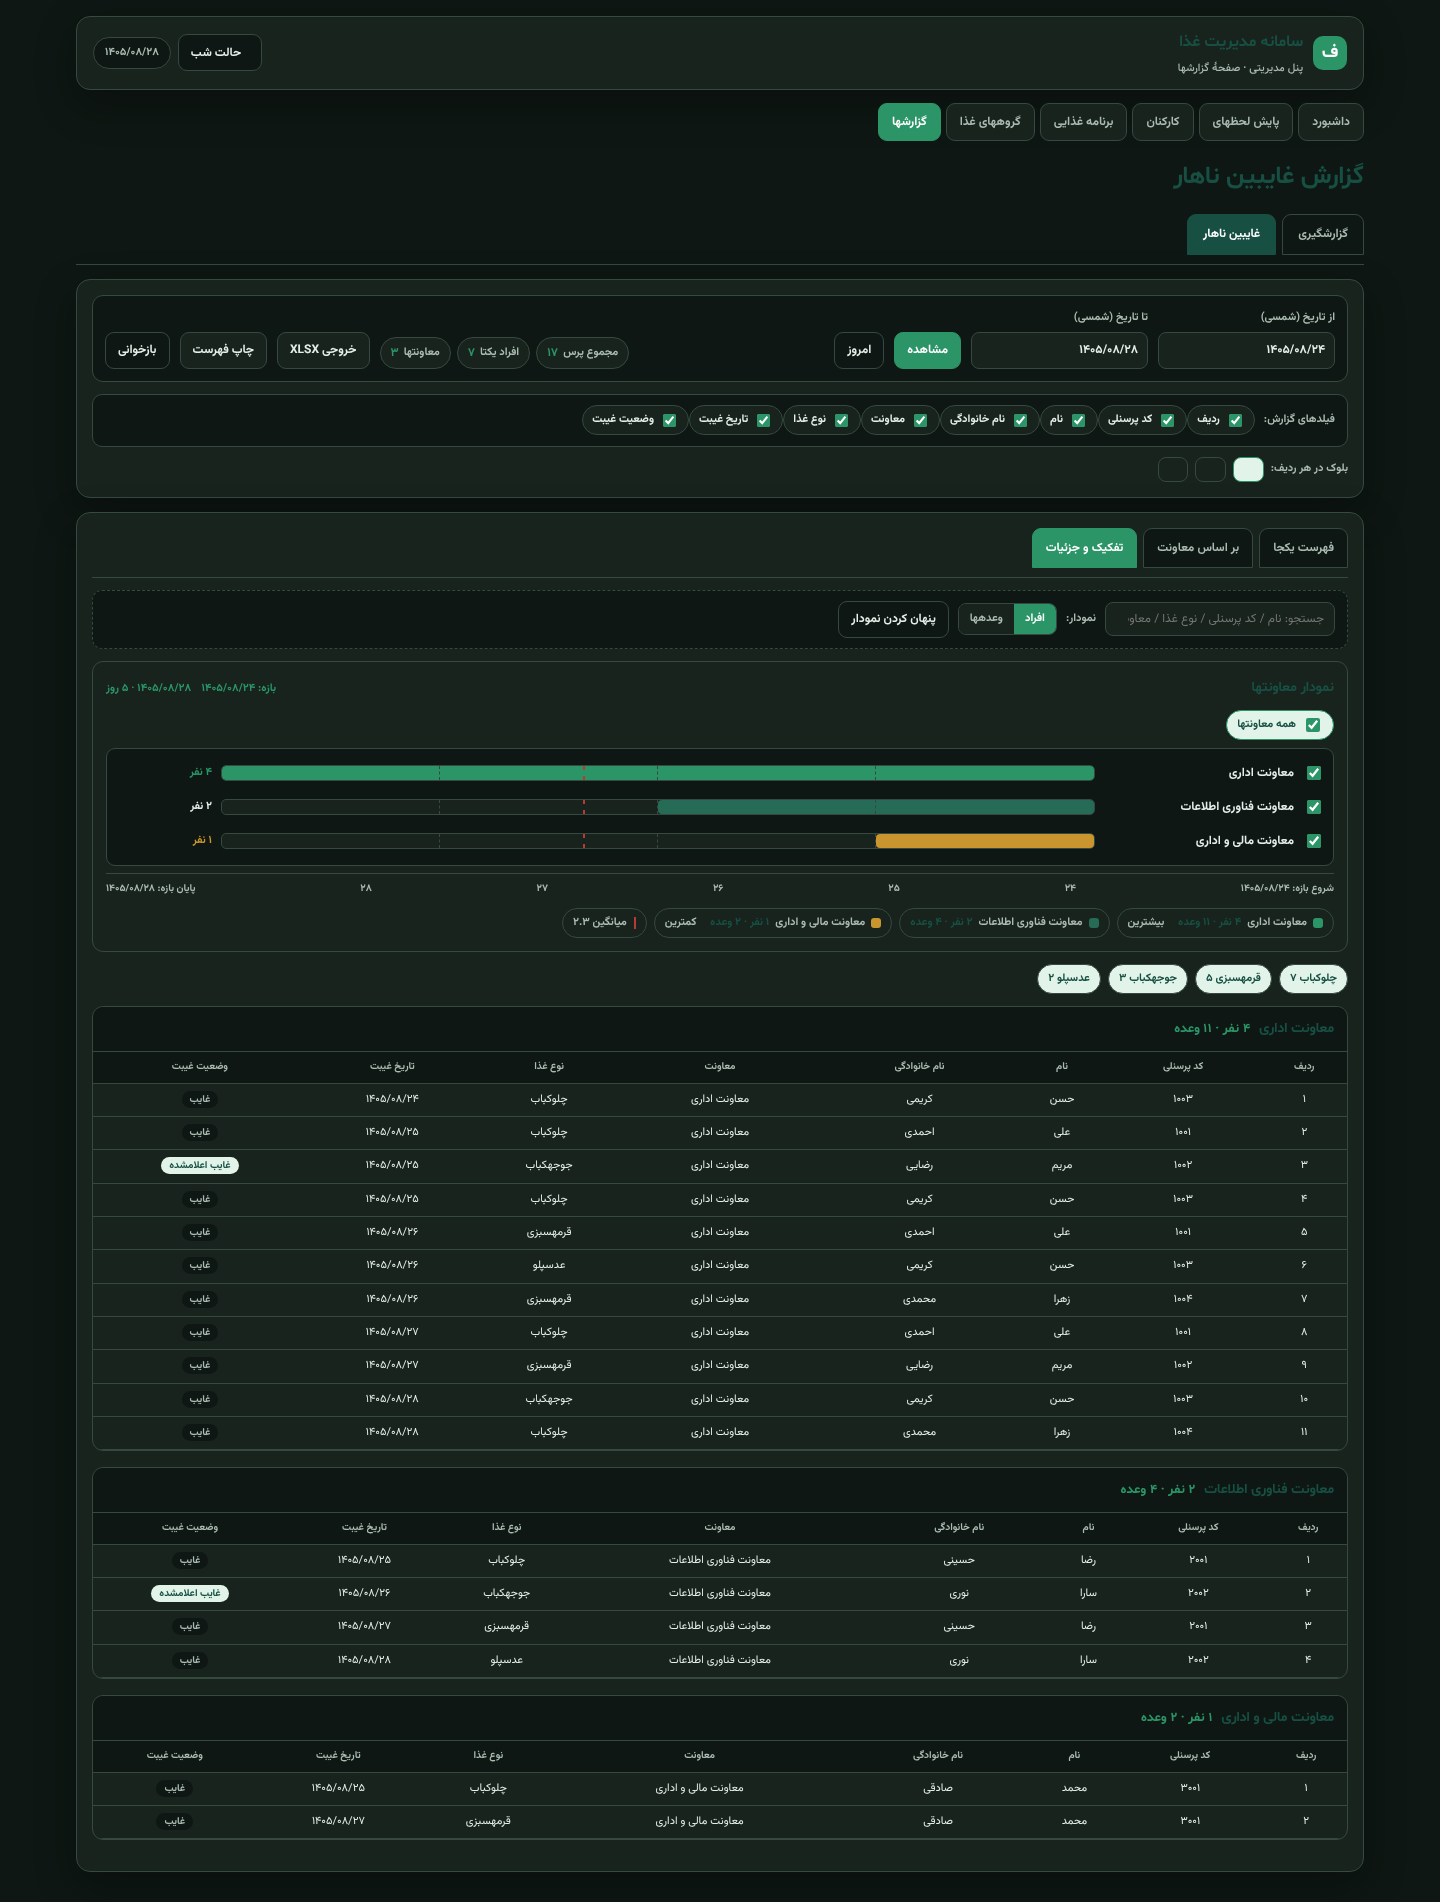 ف
سامانه مدیریت غذا
پنل مدیریتی · صفحهٔ گزارشها
حالت شب
۱۴۰۵/۰۸/۲۸
داشبورد
پایش لحظهای
کارکنان
برنامه غذایی
گروههای غذا
گزارشها
گزارش غایبین ناهار
گزارشگیری
غایبین ناهار
از تاریخ (شمسی)
۱۴۰۵/۰۸/۲۴
تا تاریخ (شمسی)
۱۴۰۵/۰۸/۲۸
مشاهده
امروز
مجموع پرس ۱۷
افراد یکتا ۷
معاونتها ۳
خروجی XLSX
چاپ فهرست
بازخوانی
فیلدهای گزارش:
ردیف
کد پرسنلی
نام
نام خانوادگی
معاونت
نوع غذا
تاریخ غیبت
وضعیت غیبت
بلوک در هر ردیف:
فهرست یکجا
بر اساس معاونت
تفکیک و جزئیات
جستجو: نام / کد پرسنلی / نوع غذا /
نمودار:
افراد
وعدهها
پنهان کردن نمودار
نمودار معاونتها
بازه: ۱۴۰۵/۰۸/۲۴ ۱۴۰۵/۰۸/۲۸ · ۵ روز
همه معاونتها
معاونت اداری ۴ نفر
معاونت فناوری اطلاعات ۲ نفر
معاونت مالی و اداری ۱ نفر
شروع بازه: ۱۴۰۵/۰۸/۲۴ ۲۴ ۲۵ ۲۶ ۲۷ ۲۸ پایان بازه: ۱۴۰۵/۰۸/۲۸
معاونت اداری ۴ نفر · ۱۱ وعده بیشترین
معاونت فناوری اطلاعات ۲ نفر · ۴ وعده
معاونت مالی و اداری ۱ نفر · ۲ وعده کمترین
میانگین ۲.۳
چلوکباب ۷
قرمهسبزی ۵
جوجهکباب ۳
عدسپلو ۲
معاونت اداری ۴ نفر · ۱۱ وعده
ردیف کد پرسنلی نام نام خانوادگی معاونت نوع غذا تاریخ غیبت وضعیت غیبت
۱ ۱۰۰۳ حسن کریمی معاونت اداری چلوکباب ۱۴۰۵/۰۸/۲۴ غایب
۲ ۱۰۰۱ علی احمدی معاونت اداری چلوکباب ۱۴۰۵/۰۸/۲۵ غایب
۳ ۱۰۰۲ مریم رضایی معاونت اداری جوجهکباب ۱۴۰۵/۰۸/۲۵ غایب اعلامشده
۴ ۱۰۰۳ حسن کریمی معاونت اداری چلوکباب ۱۴۰۵/۰۸/۲۵ غایب
۵ ۱۰۰۱ علی احمدی معاونت اداری قرمهسبزی ۱۴۰۵/۰۸/۲۶ غایب
۶ ۱۰۰۳ حسن کریمی معاونت اداری عدسپلو ۱۴۰۵/۰۸/۲۶ غایب
۷ ۱۰۰۴ زهرا محمدی معاونت اداری قرمهسبزی ۱۴۰۵/۰۸/۲۶ غایب
۸ ۱۰۰۱ علی احمدی معاونت اداری چلوکباب ۱۴۰۵/۰۸/۲۷ غایب
۹ ۱۰۰۲ مریم رضایی معاونت اداری قرمهسبزی ۱۴۰۵/۰۸/۲۷ غایب
۱۰ ۱۰۰۳ حسن کریمی معاونت اداری جوجهکباب ۱۴۰۵/۰۸/۲۸ غایب
۱۱ ۱۰۰۴ زهرا محمدی معاونت اداری چلوکباب ۱۴۰۵/۰۸/۲۸ غایب
معاونت فناوری اطلاعات ۲ نفر · ۴ وعده
ردیف کد پرسنلی نام نام خانوادگی معاونت نوع غذا تاریخ غیبت وضعیت غیبت
۱ ۲۰۰۱ رضا حسینی معاونت فناوری اطلاعات چلوکباب ۱۴۰۵/۰۸/۲۵ غایب
۲ ۲۰۰۲ سارا نوری معاونت فناوری اطلاعات جوجهکباب ۱۴۰۵/۰۸/۲۶ غایب اعلامشده
۳ ۲۰۰۱ رضا حسینی معاونت فناوری اطلاعات قرمهسبزی ۱۴۰۵/۰۸/۲۷ غایب
۴ ۲۰۰۲ سارا نوری معاونت فناوری اطلاعات عدسپلو ۱۴۰۵/۰۸/۲۸ غایب
معاونت مالی و اداری ۱ نفر · ۲ وعده
ردیف کد پرسنلی نام نام خانوادگی معاونت نوع غذا تاریخ غیبت وضعیت غیبت
۱ ۳۰۰۱ محمد صادقی معاونت مالی و اداری چلوکباب ۱۴۰۵/۰۸/۲۵ غایب
۲ ۳۰۰۱ محمد صادقی معاونت مالی و اداری قرمهسبزی ۱۴۰۵/۰۸/۲۷ غایب